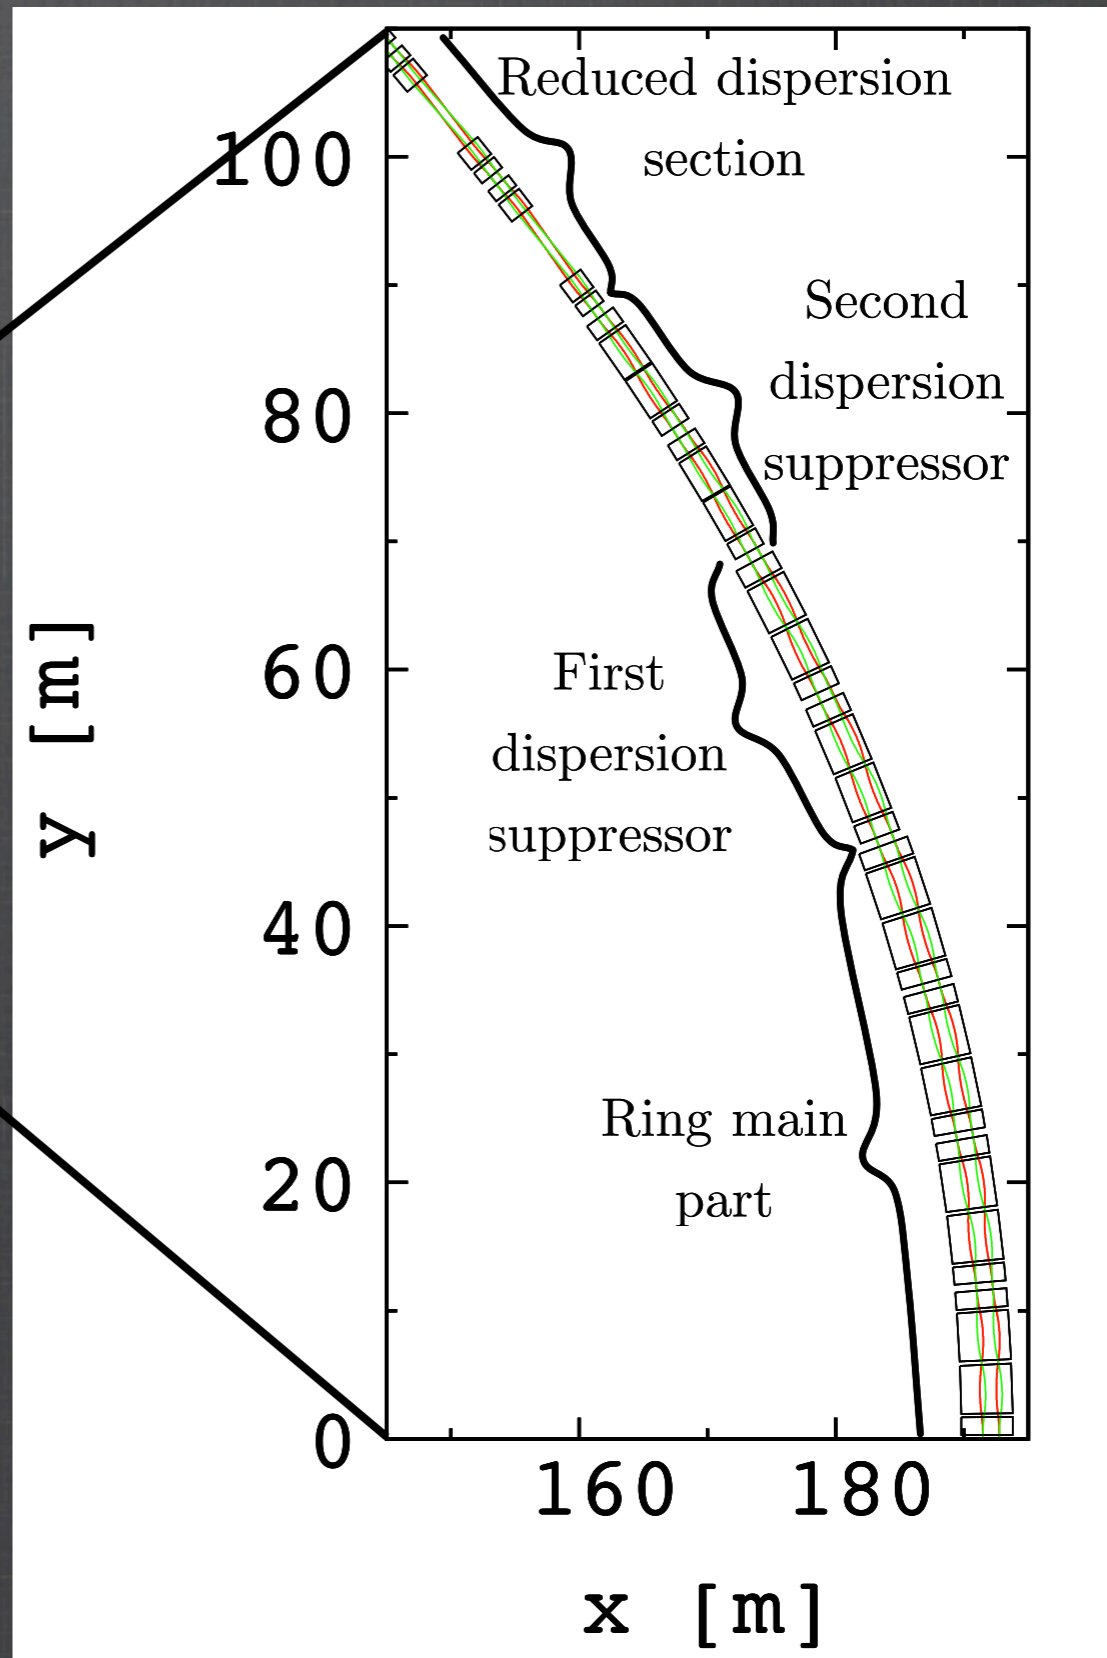 Reduced dispersion
section
100
Second
dispersion
suppressor
80
First
dispersion
suppressor
60
y [m]
40
Ring main
part
20
0
160
180
x [m]